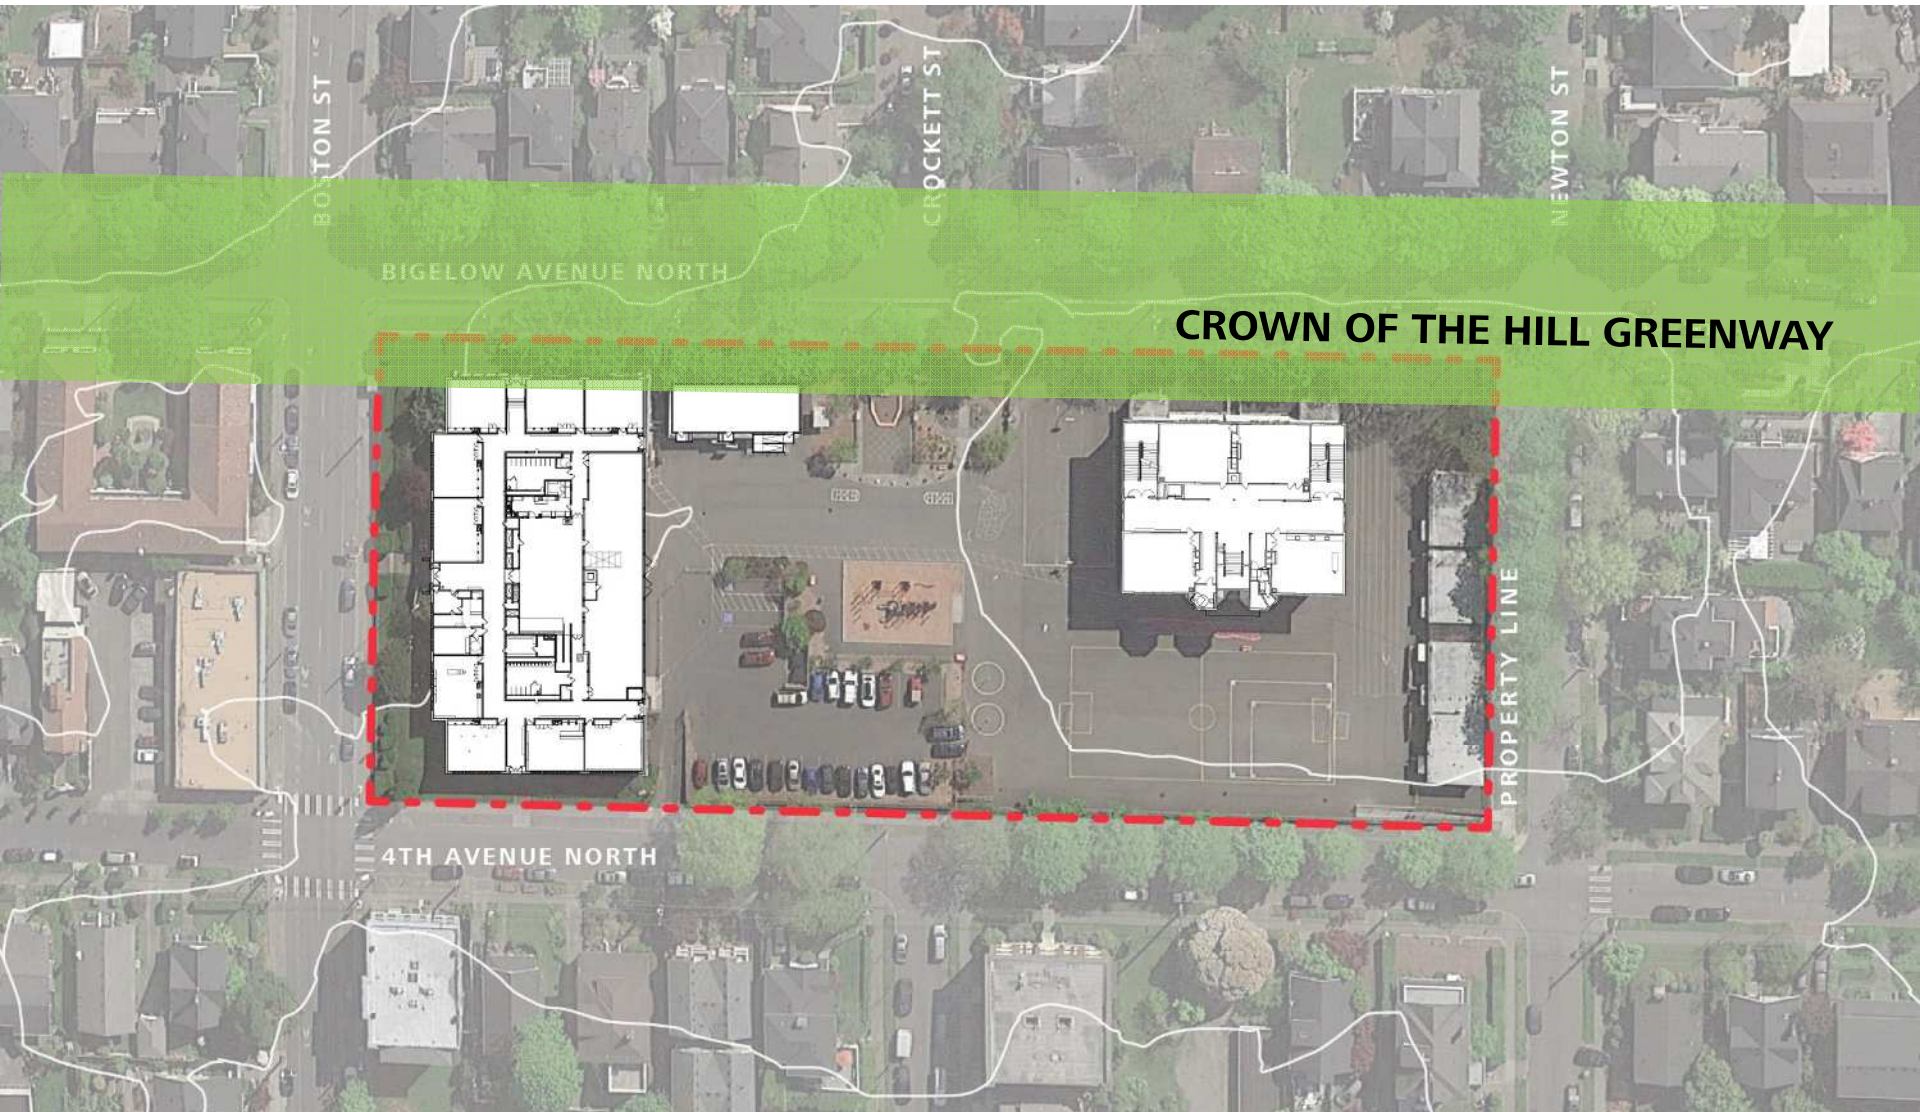 BOSTON ST
CROCKETT ST
NEWTON ST
BIGELOW AVENUE NORTH
CROWN OF THE HILL GREENWAY
PROPERTY LINE
4TH AVENUE NORTH